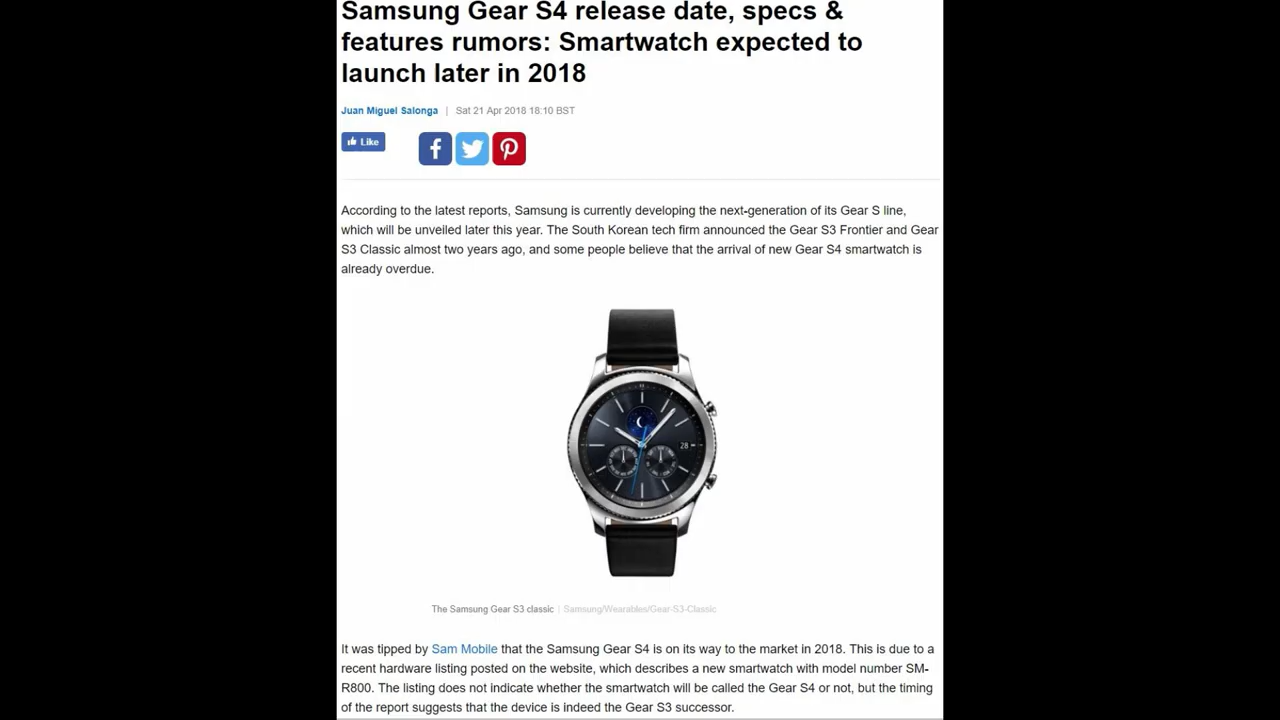 Samsung Gear S4 release date, specs &
features rumors: Smartwatch expected to
launch later in 2018
Juan Miguel Salonga | Sat 21 Apr 2018 18:10 BST
Like
According to the latest reports, Samsung is currently developing the next-generation of its Gear S line,
which will be unveiled later this year. The South Korean tech firm announced the Gear S3 Frontier and Gear
S3 Classic almost two years ago, and some people believe that the arrival of new Gear S4 smartwatch is
already overdue.
28
The Samsung Gear S3 classic | Samsung/Wearables/Gear-S3-Classic
It was tipped by Sam Mobile that the Samsung Gear S4 is on its way to the market in 2018. This is due to a
recent hardware listing posted on the website, which describes a new smartwatch with model number SM-
R800. The listing does not indicate whether the smartwatch will be called the Gear S4 or not, but the timing
of the report suggests that the device is indeed the Gear S3 successor.